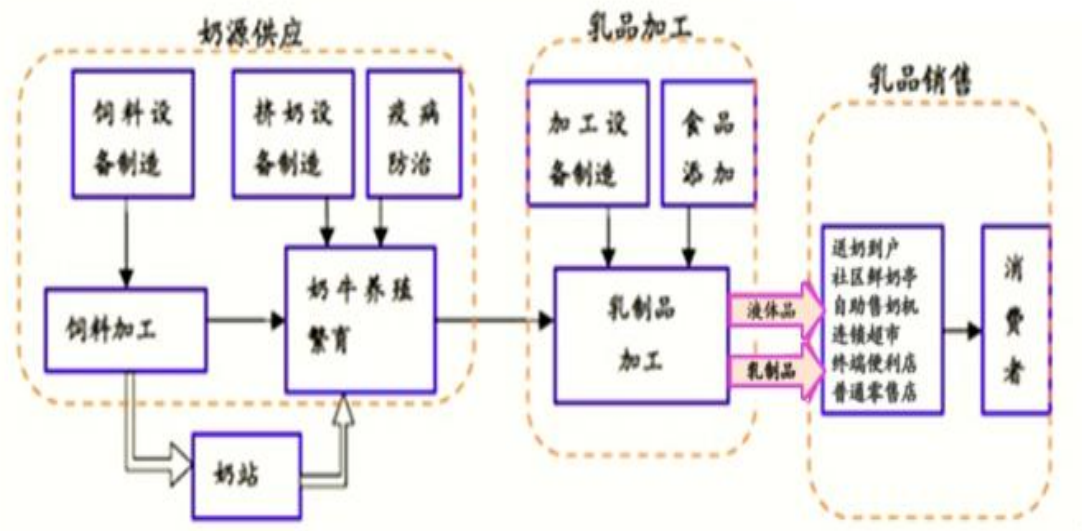 奶源供应
乳品加工
乳品销售
饲料设
备制造
挤奶设
备制造
疫病
防治
加工设
备制造
食品
添加
饲料加工
奶牛养殖
繁育
奶站
乳制品
加工
液体品
乳制品
送奶到户
社区鲜奶亭
自助售奶机
连锁超市
终端便利店
普通零售店
消
费
者